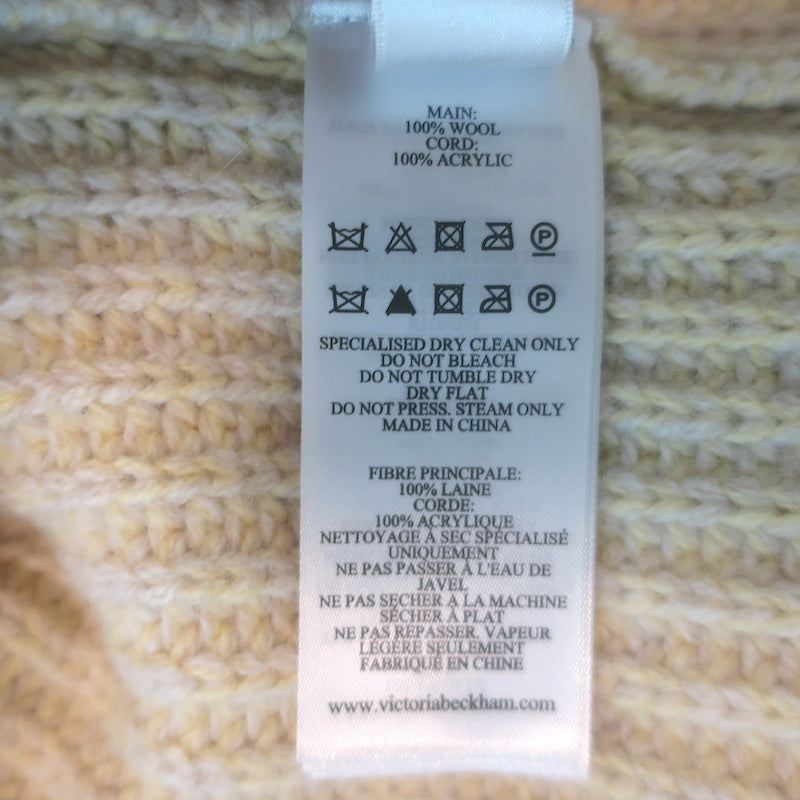 MAIN:
100% WOOL
CORD:
100% ACRYLIC
P
P
SPECIALISED DRY CLEAN ONLY
DO NOT BLEACH
DO NOT TUMBLE DRY
DRY FLAT
DO NOT PRESS. STEAM ONLY
MADE IN CHINA
FIBRE PRINCIPALE:
100% LAINE
CORDE:
100% ACRYLIQUE
NETTOYAGE À SEC SPÉCIALISÉ
UNIQUEMENT
NE PAS PASSER À L'EAU DE
JAVEL
NE PAS SECHER A LA MACHINE
SÉCHER À PLAT
NE PAS REPASSER. VAPEUR
LÉGÈRE SEULEMENT
FABRIQUÉ EN CHINE
www.victoriabeckham.com